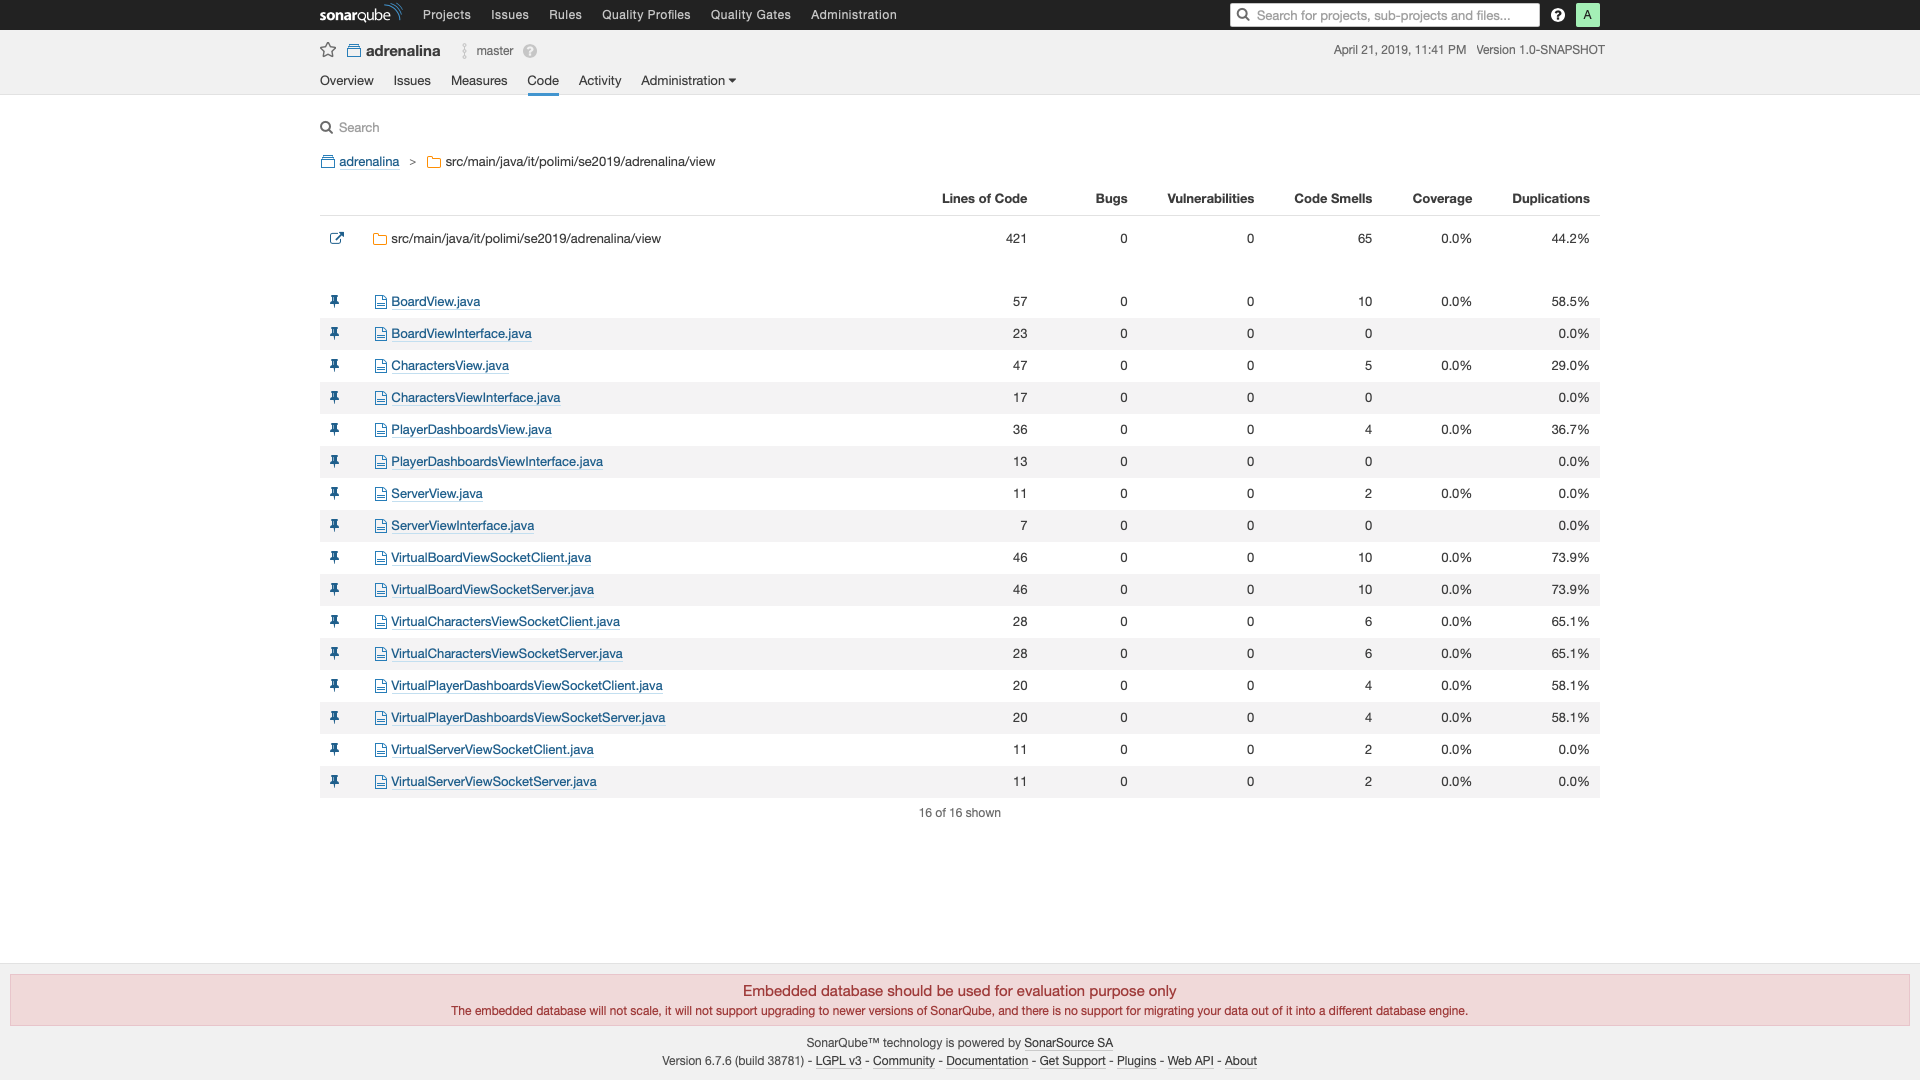 sonarqube Projects Issues Rules Quality Profiles Quality Gates Administration Search for projects, sub-projects and files... ? A
adrenalina master ? April 21, 2019, 11:41 PM Version 1.0-SNAPSHOT
Overview Issues Measures Code Activity Administration
Search
adrenalina > src/main/java/it/polimi/se2019/adrenalina/view
Lines of Code Bugs Vulnerabilities Code Smells Coverage Duplications
src/main/java/it/polimi/se2019/adrenalina/view 421 0 0 65 0.0% 44.2%
BoardView.java 57 0 0 10 0.0% 58.5%
BoardViewInterface.java 23 0 0 0 0.0%
CharactersView.java 47 0 0 5 0.0% 29.0%
CharactersViewInterface.java 17 0 0 0 0.0%
PlayerDashboardsView.java 36 0 0 4 0.0% 36.7%
PlayerDashboardsViewInterface.java 13 0 0 0 0.0%
ServerView.java 11 0 0 2 0.0% 0.0%
ServerViewInterface.java 7 0 0 0 0.0%
VirtualBoardViewSocketClient.java 46 0 0 10 0.0% 73.9%
VirtualBoardViewSocketServer.java 46 0 0 10 0.0% 73.9%
VirtualCharactersViewSocketClient.java 28 0 0 6 0.0% 65.1%
VirtualCharactersViewSocketServer.java 28 0 0 6 0.0% 65.1%
VirtualPlayerDashboardsViewSocketClient.java 20 0 0 4 0.0% 58.1%
VirtualPlayerDashboardsViewSocketServer.java 20 0 0 4 0.0% 58.1%
VirtualServerViewSocketClient.java 11 0 0 2 0.0% 0.0%
VirtualServerViewSocketServer.java 11 0 0 2 0.0% 0.0%
16 of 16 shown
Embedded database should be used for evaluation purpose only
The embedded database will not scale, it will not support upgrading to newer versions of SonarQube, and there is no support for migrating your data out of it into a different database engine.
SonarQube™ technology is powered by SonarSource SA
Version 6.7.6 (build 38781) - LGPL v3 - Community - Documentation - Get Support - Plugins - Web API - About